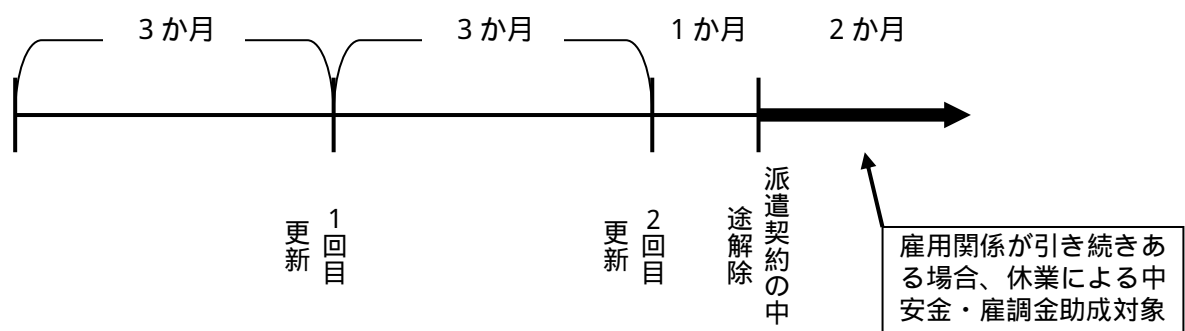 3 か月
3 か月
1 か月
2 か月
1回目
更新
2回目
更新
派遣契約の中
途解除
雇用関係が引き続きあ
る場合、休業による中
安金・雇調金助成対象